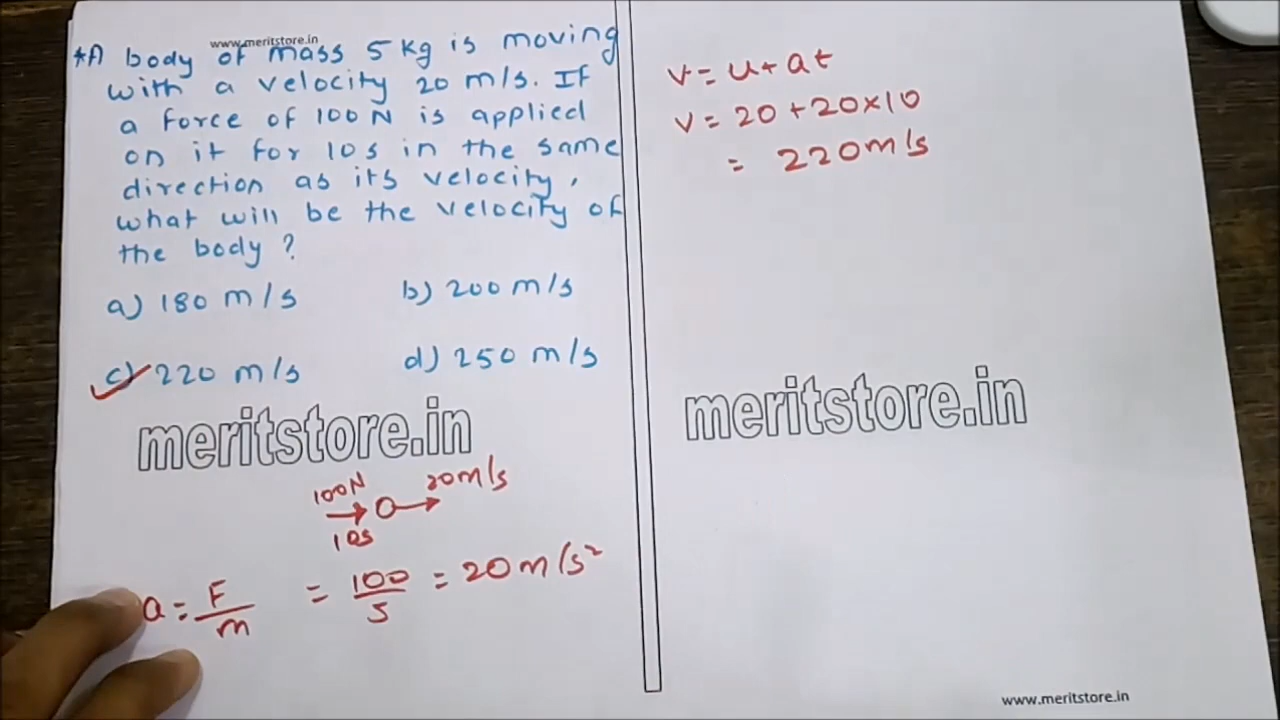 www.meritstore.in
*A body of mass 5 kg is moving
with a velocity 20 m/s. If
a force of 100 N is applied
on it for 10s in the same
direction as its velocity,
what will be the velocity of
the body?
a) 180 m/s b) 200 m/s
c) 220 m/s d) 250 m/s
meritstore.in
100N 20m/s
10s
a = F/m = 100/5 = 20 m/s²
v = u + at
v = 20 + 20 × 10
= 220 m/s
meritstore.in
www.meritstore.in